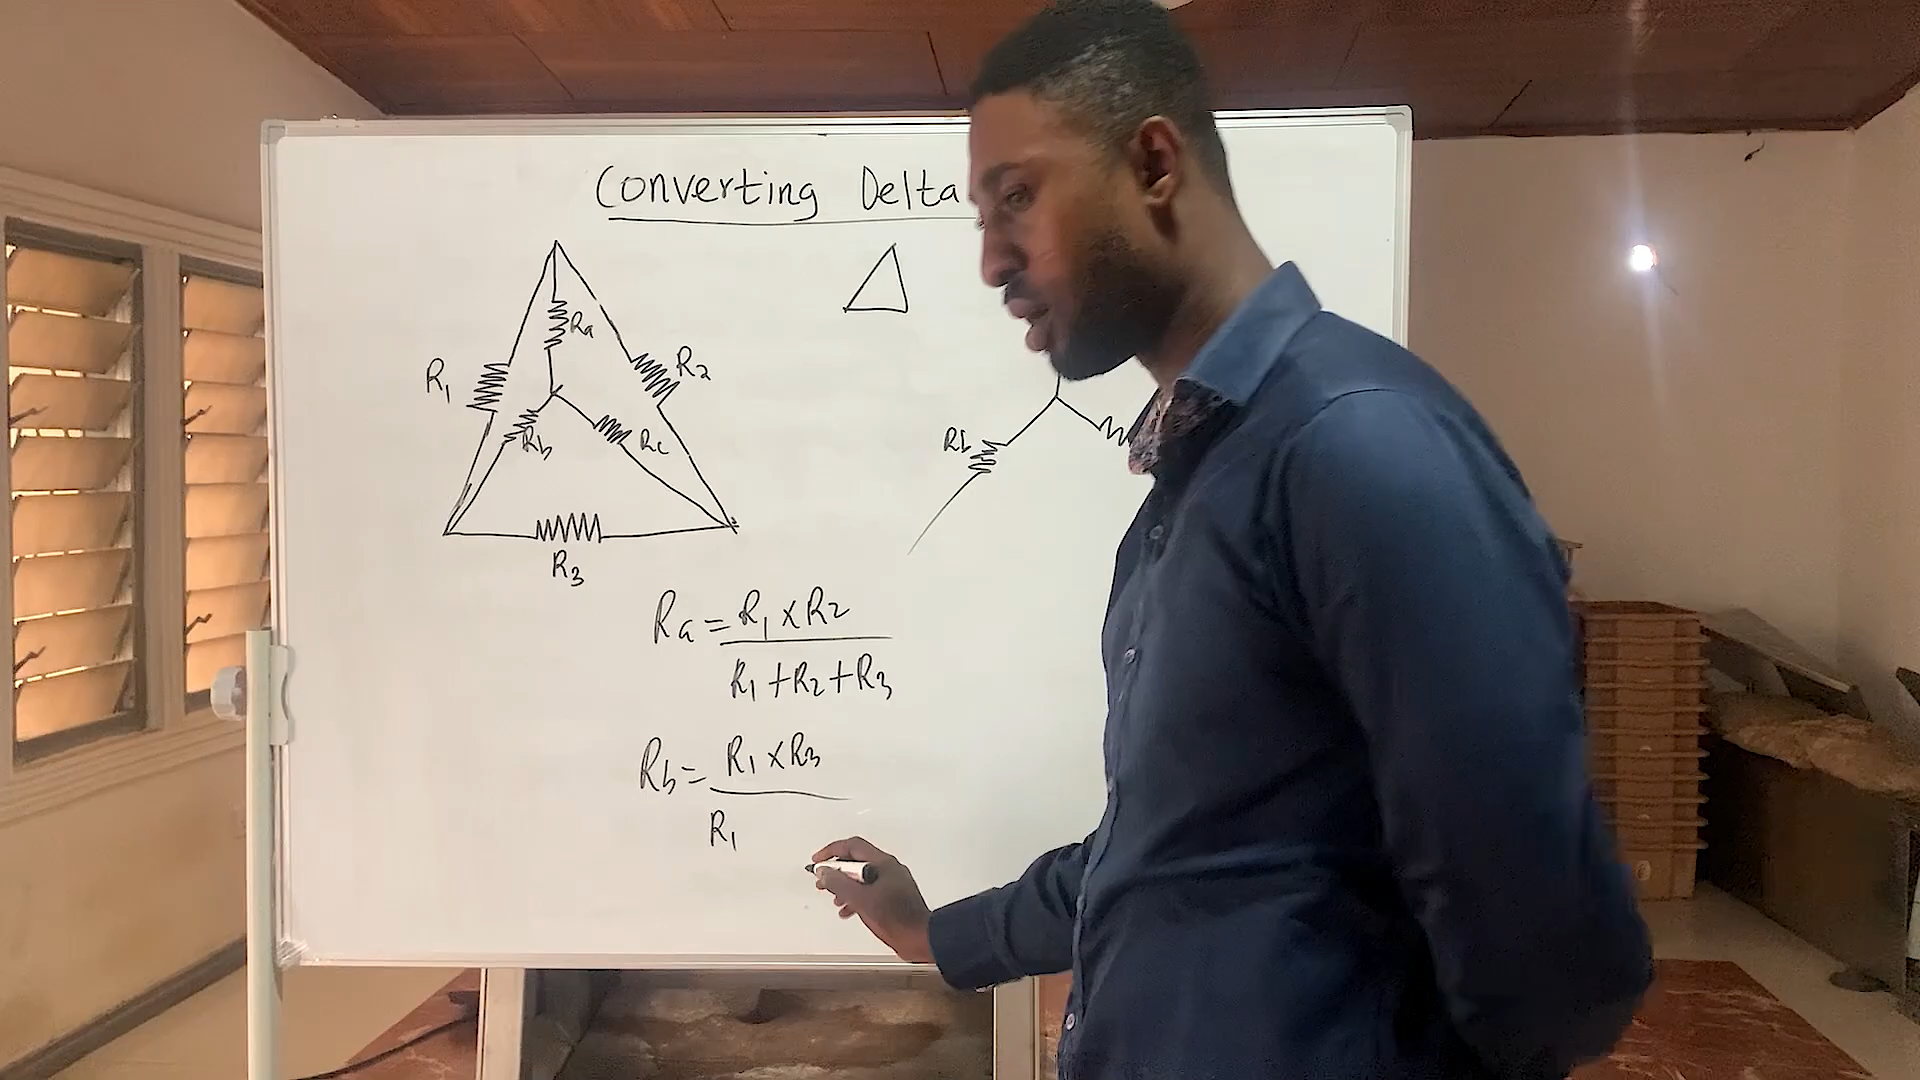 Converting Delta
Ra
R1
R2
Rb
Rc
Rb
R3
Ra = R1 x R2
R1 + R2 + R3
Rb = R1 x R3
R1